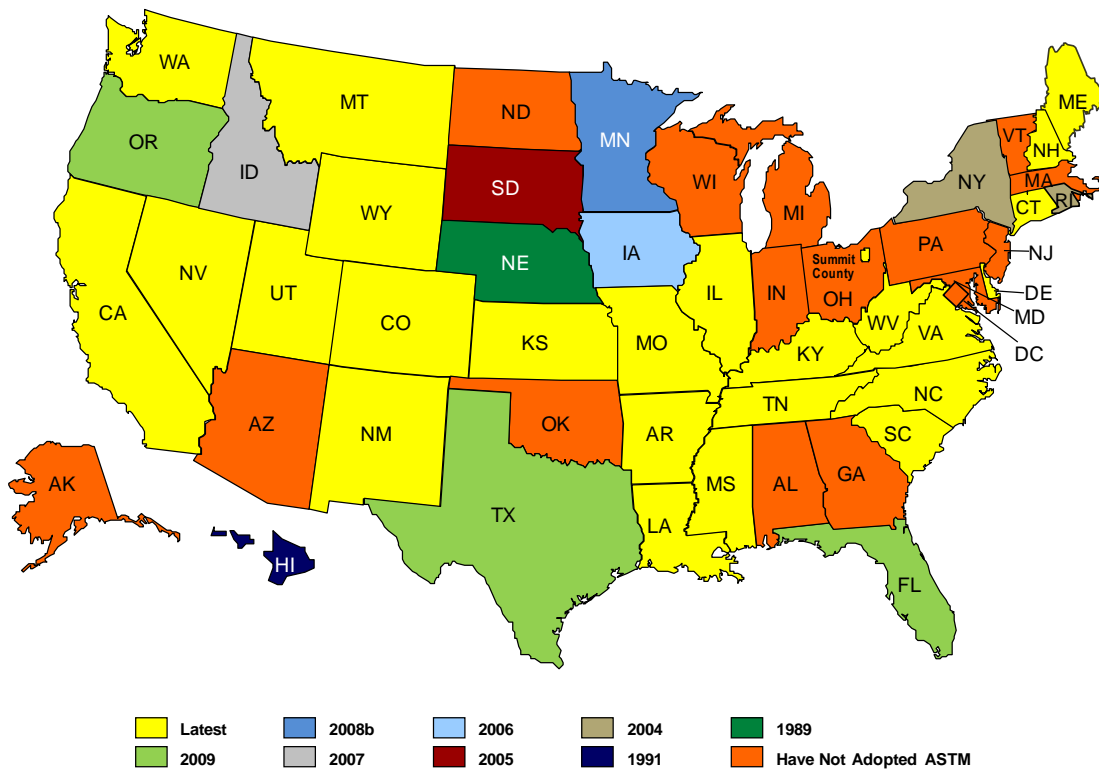 WA
MT
ND
MN
ME
VT
NH
OR
ID
SD
WI
MI
NY
MA
CT
RI
WY
NE
IA
PA
NJ
NV
UT
CO
CA
KS
MO
IL
IN
Summit
County
OH
WV
VA
DE
MD
DC
KY
AZ
NM
OK
AR
TN
NC
SC
AK
HI
TX
LA
MS
AL
GA
FL
Latest
2008b
2006
2004
1989
2009
2007
2005
1991
Have Not Adopted ASTM